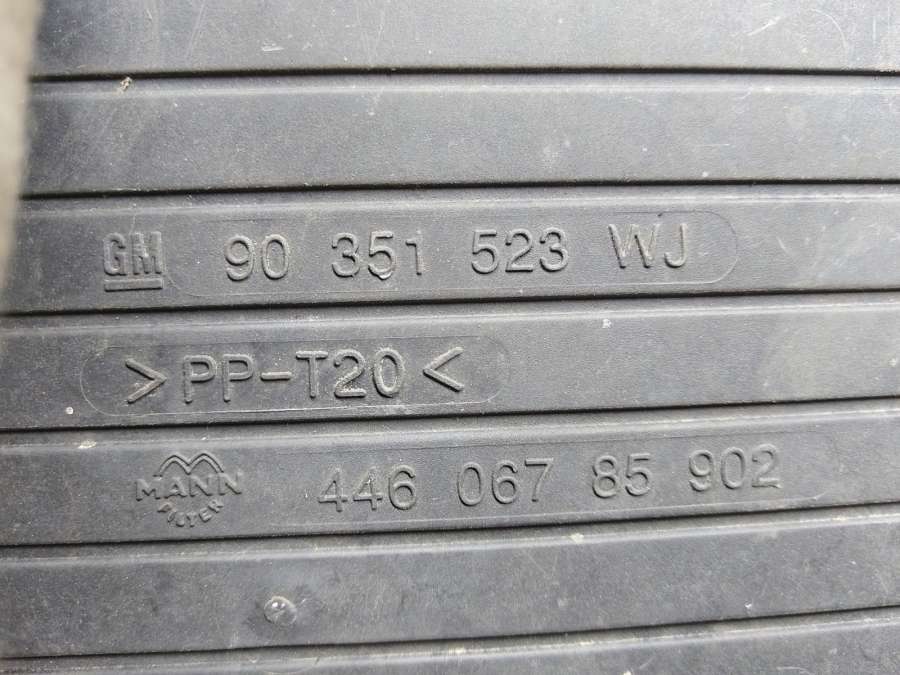 GM 90 351 523 WJ
>PP-T20<
MANN FILTER 446 067 85 902